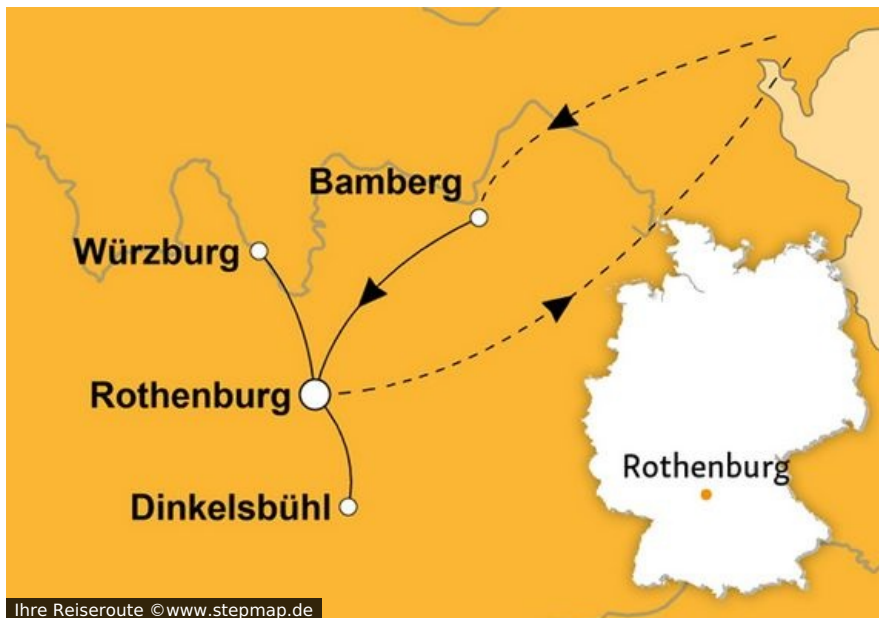 Bamberg
Würzburg
Rothenburg
Rothenburg
Dinkelsbühl
Ihre Reiseroute ©www.stepmap.de